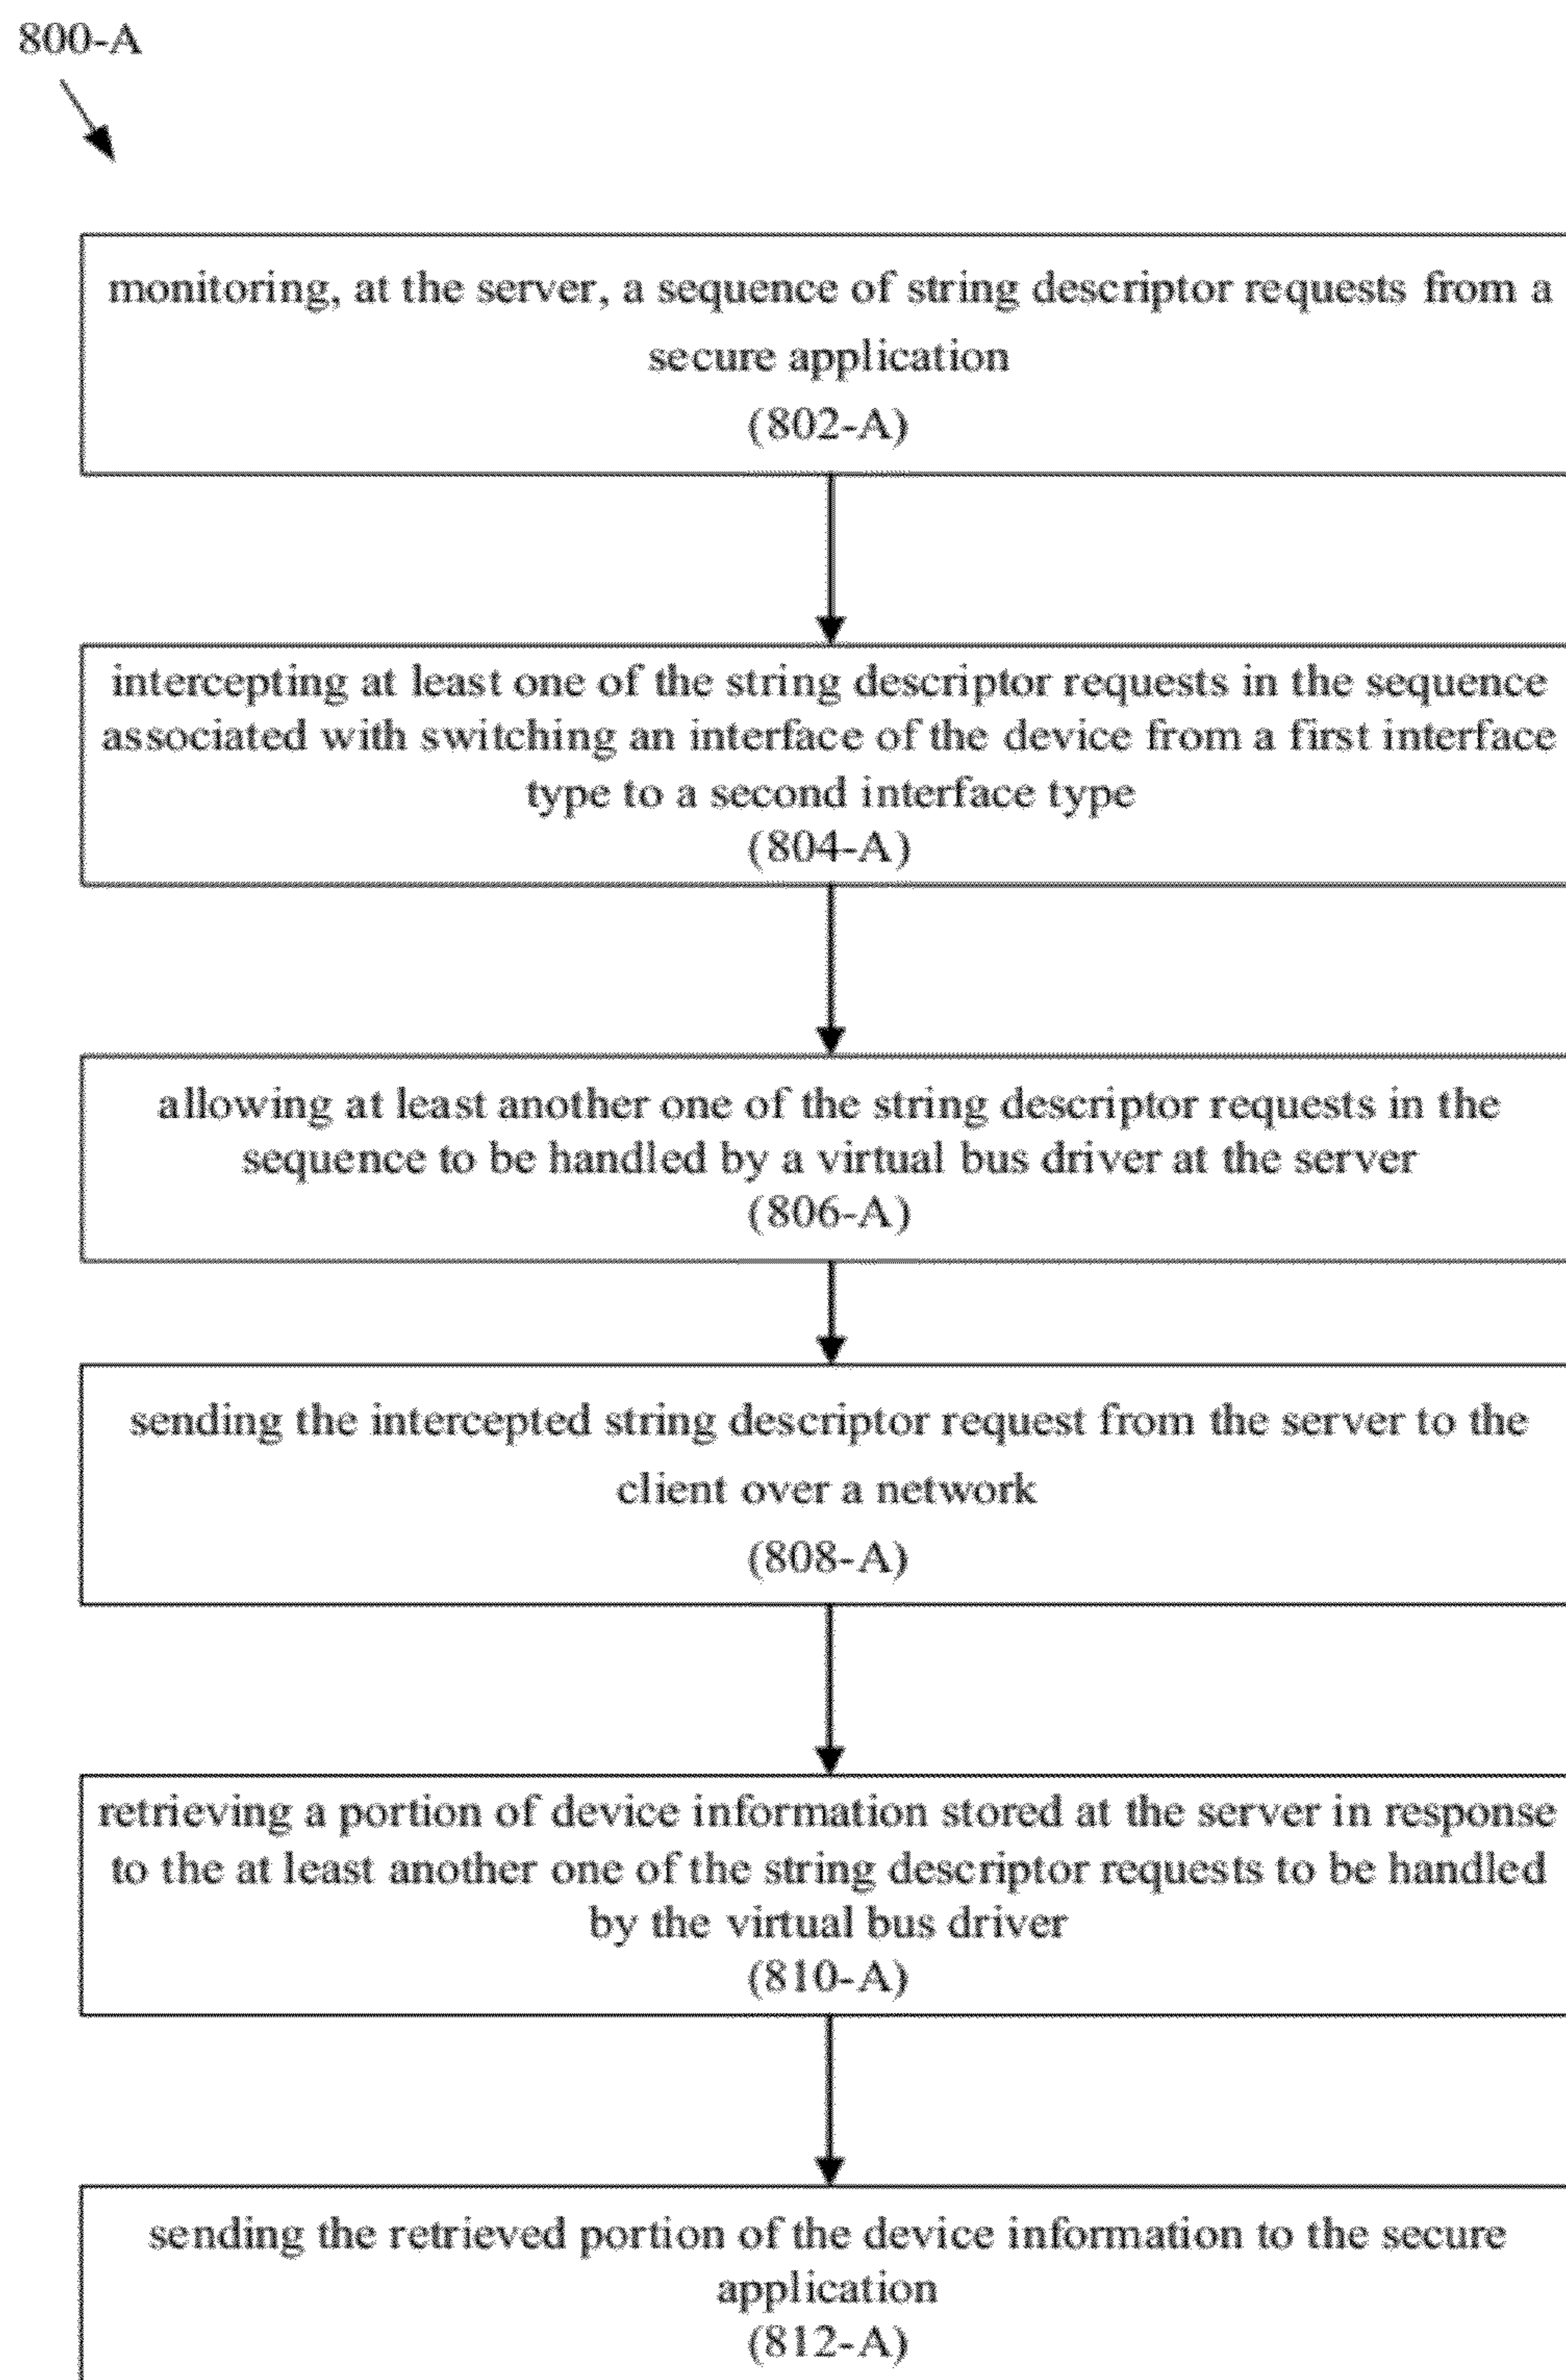 800-A
monitoring, at the server, a sequence of string descriptor requests from a
secure application
(802-A)
intercepting at least one of the string descriptor requests in the sequence
associated with switching an interface of the device from a first interface
type to a second interface type
(804-A)
allowing at least another one of the string descriptor requests in the
sequence to be handled by a virtual bus driver at the server
(806-A)
sending the intercepted string descriptor request from the server to the
client over a network
(808-A)
retrieving a portion of device information stored at the server in response
to the at least another one of the string descriptor requests to be handled
by the virtual bus driver
(810-A)
sending the retrieved portion of the device information to the secure
application
(812-A)